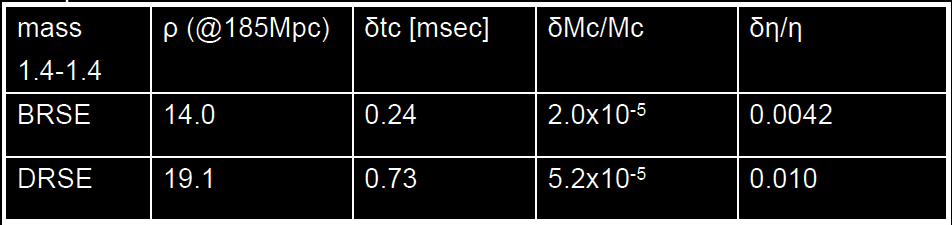 mass ρ (@185Mpc) δtc [msec] δMc/Mc δη/η
1.4-1.4
BRSE 14.0 0.24 2.0x10⁻⁵ 0.0042
DRSE 19.1 0.73 5.2x10⁻⁵ 0.010